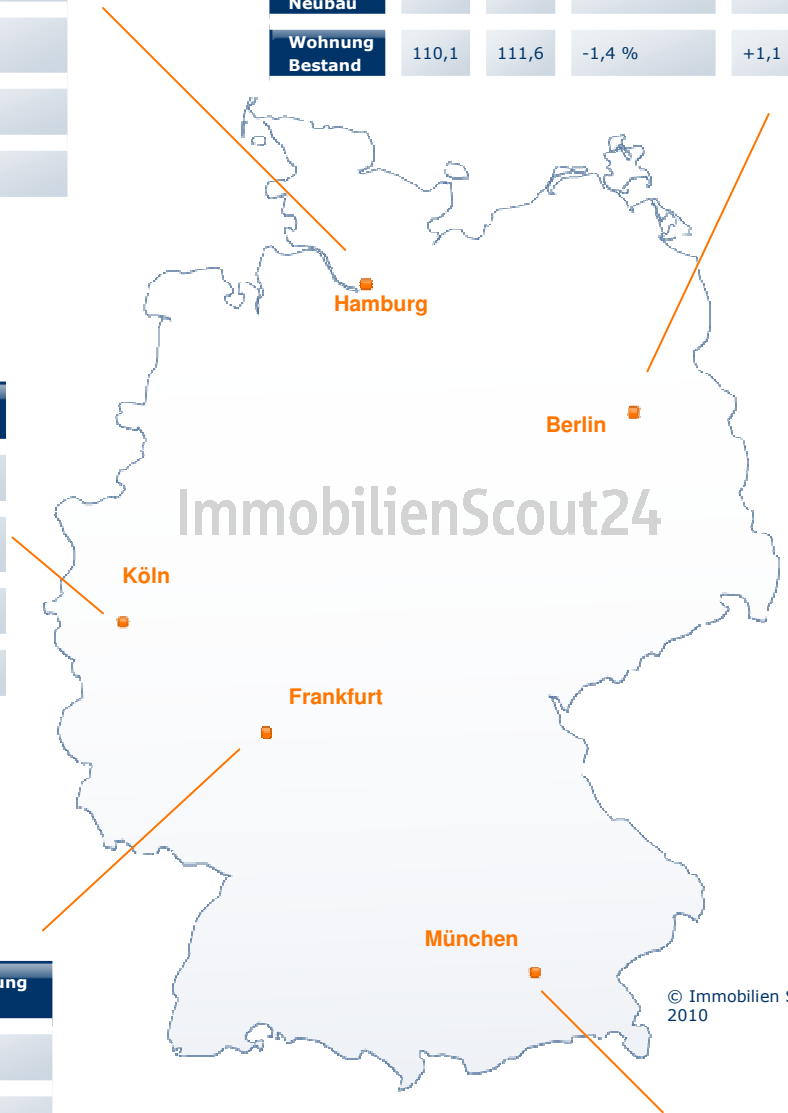 Neubau
Wohnung
Bestand
110,1 111,6 -1,4 % +1,1
Hamburg
Berlin
ImmobilienScout24
Köln
Frankfurt
München
ung
© Immobilien S
2010